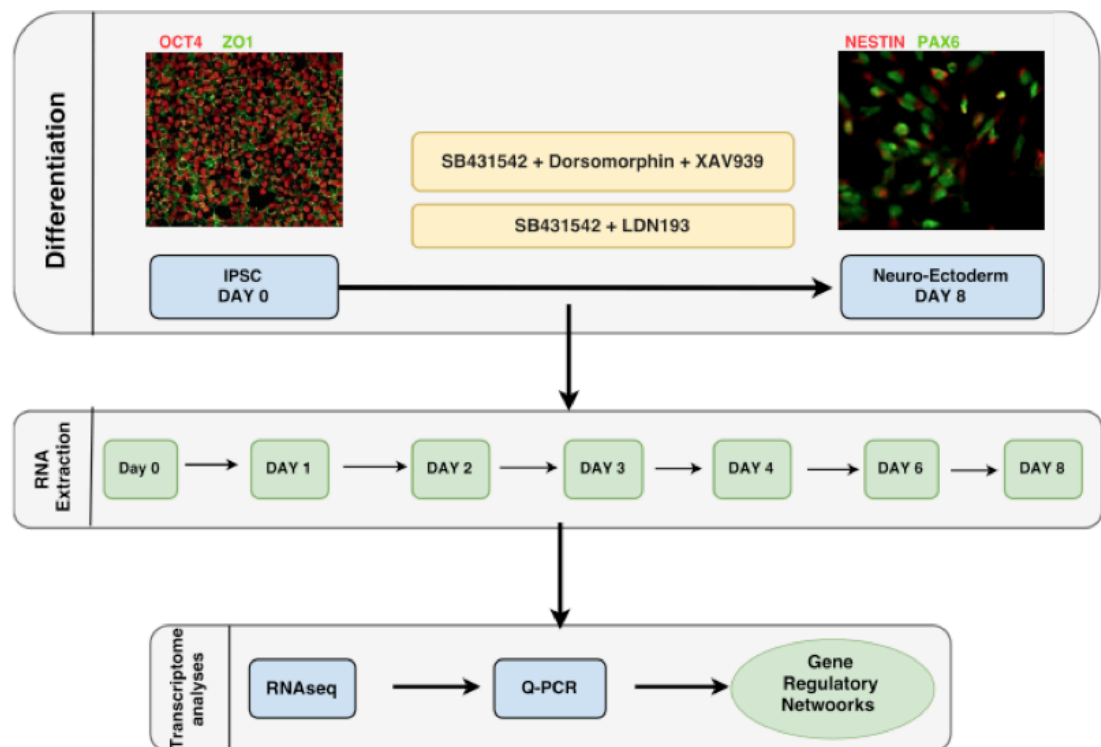 Differentiation
OCT4 ZO1
NESTIN PAX6
SB431542 + Dorsomorphin + XAV939
SB431542 + LDN193
IPSC
DAY 0
Neuro-Ectoderm
DAY 8
RNA
Extraction
Day 0
DAY 1
DAY 2
DAY 3
DAY 4
DAY 6
DAY 8
Transcriptome
analyses
RNAseq
Q-PCR
Gene
Regulatory
Networks